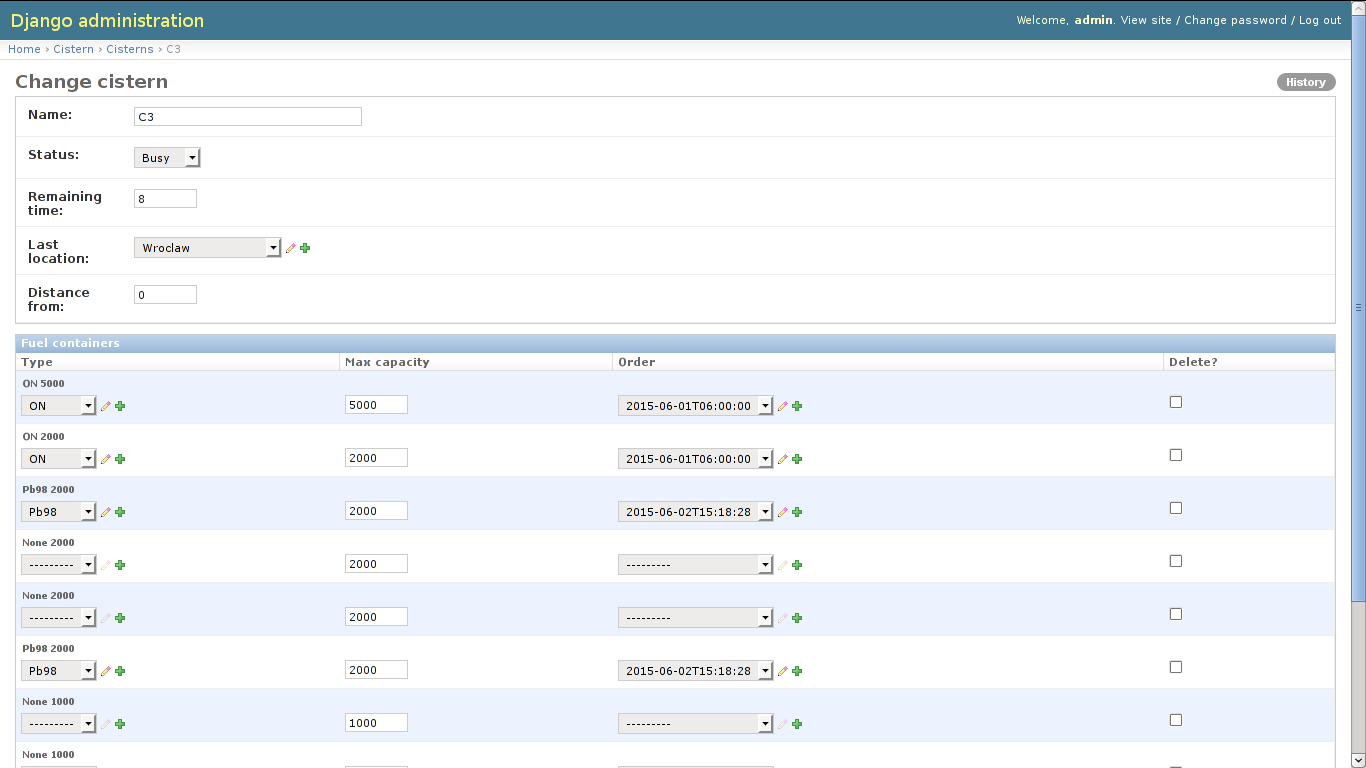 Django administration
Welcome, admin. View site / Change password / Log out
Home › Cistern › Cisterns › C3
Change cistern
History
Name:
C3
Status:
Busy
Remaining
time:
8
Last
location:
Wroclaw
Distance
from:
0
Fuel containers
Type Max capacity Order Delete?
ON 5000
ON 5000 2015-06-01T06:00:00
ON 2000
ON 2000 2015-06-01T06:00:00
Pb98 2000
Pb98 2000 2015-06-02T15:18:28
None 2000
--------- 2000 ---------
None 2000
--------- 2000 ---------
Pb98 2000
Pb98 2000 2015-06-02T15:18:28
None 1000
--------- 1000 ---------
None 1000